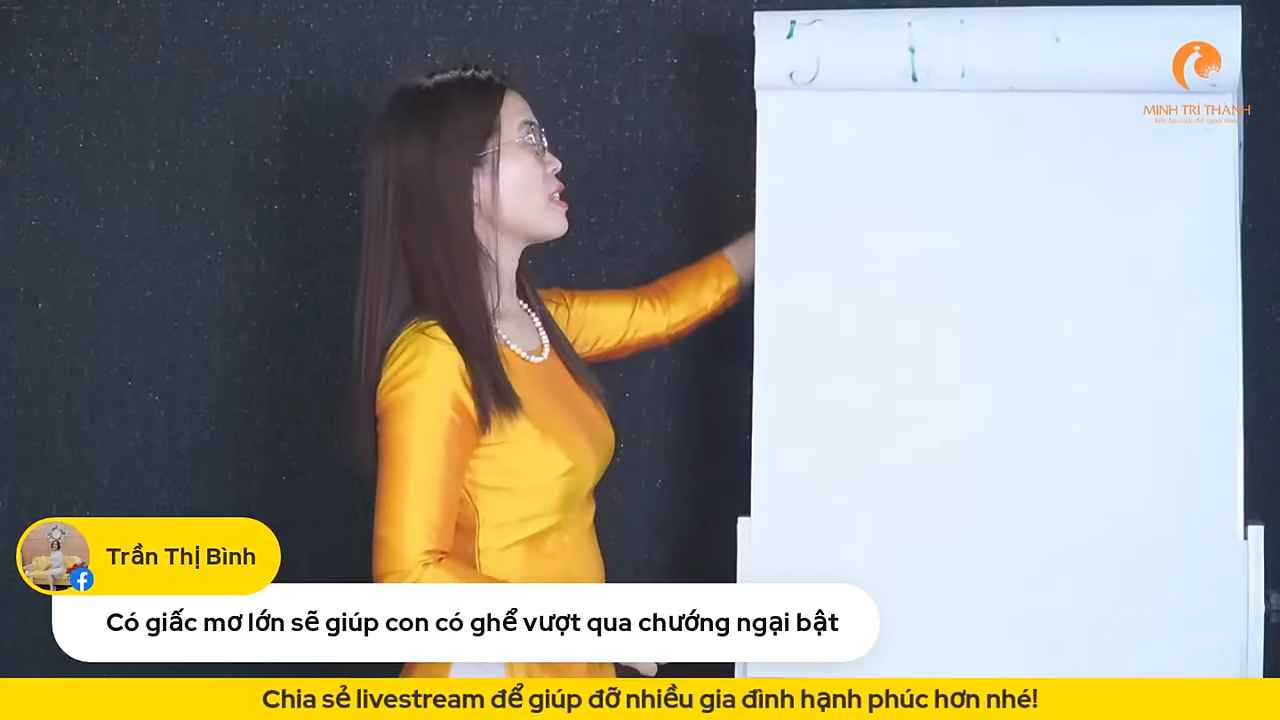 MINH TRÍ THÀNH
Trần Thị Bình
Có giấc mơ lớn sẽ giúp con có ghể vượt qua chướng ngại bật
Chia sẻ livestream để giúp đỡ nhiều gia đình hạnh phúc hơn nhé!